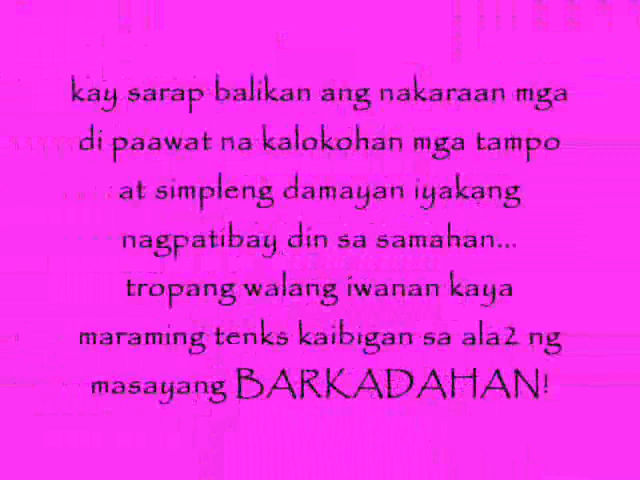 kay sarap balikan ang nakaraan mga
di paawat na kalokohan mga tampo
at simpleng damayan iyakang
nagpatibay din sa samahan...
tropang walang iwanan kaya
maraming tenks kaibigan sa ala2 ng
masayang BARKADAHAN!